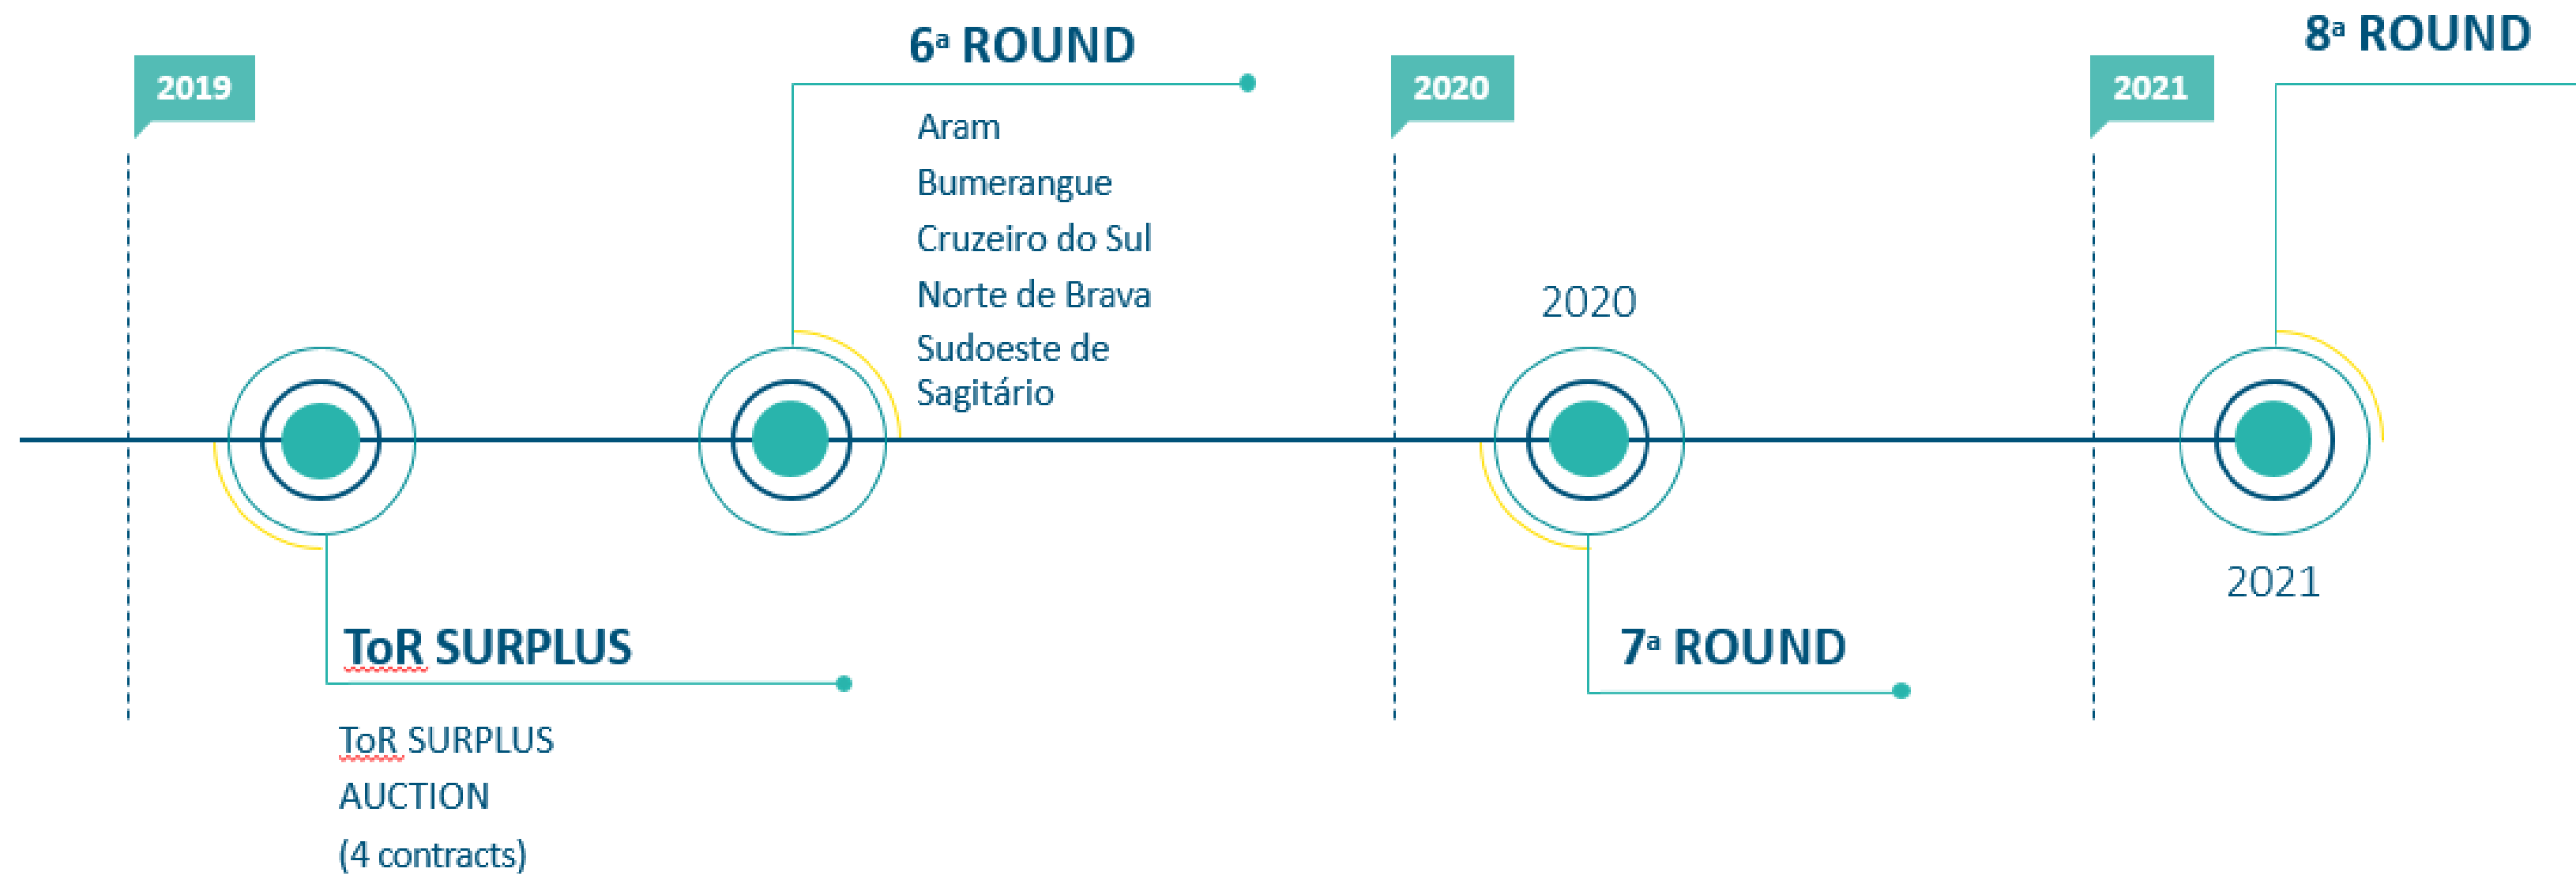 2019
6ª ROUND
Aram
Bumerangue
Cruzeiro do Sul
Norte de Brava
Sudoeste de
Sagitário
ToR SURPLUS
ToR SURPLUS
AUCTION
(4 contracts)
2020
2020
7ª ROUND
2021
8ª ROUND
2021